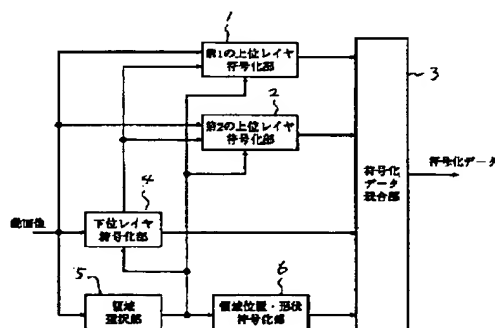 1
第1の上位レイヤ
符号化部
2
第2の上位レイヤ
符号化部
3
符号化
データ
統合部
符号化データ
4
動画像
下位レイヤ
符号化部
5
領域
選択部
6
領域位置・形状
符号化部